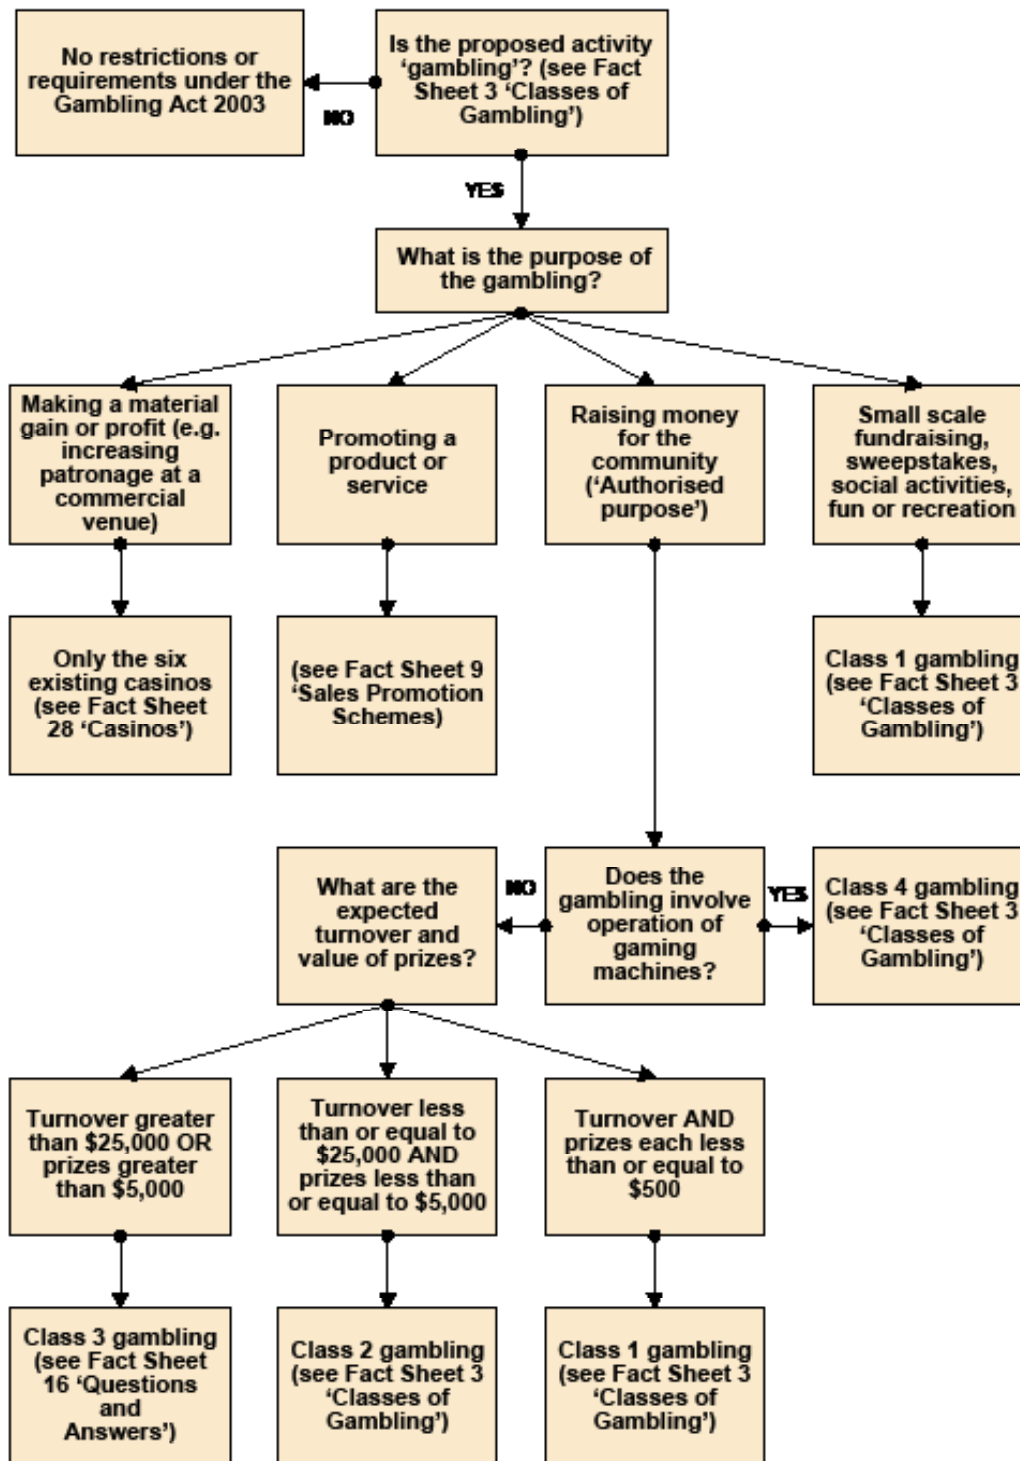 No restrictions or
requirements under the
Gambling Act 2003
Is the proposed activity
‘gambling’? (see Fact
Sheet 3 ‘Classes of
Gambling’)
NO
YES
What is the purpose of
the gambling?
Making a material
gain or profit (e.g.
increasing
patronage at a
commercial
venue)
Promoting a
product or
service
Raising money
for the
community
(‘Authorised
purpose’)
Small scale
fundraising,
sweepstakes,
social activities,
fun or recreation
Only the six
existing casinos
(see Fact Sheet
28 ‘Casinos’)
(see Fact Sheet 9
‘Sales Promotion
Schemes)
Class 1 gambling
(see Fact Sheet 3
‘Classes of
Gambling’)
What are the
expected
turnover and
value of prizes?
NO
Does the
gambling involve
operation of
gaming
machines?
YES
Class 4 gambling
(see Fact Sheet 3
‘Classes of
Gambling’)
Turnover greater
than $25,000 OR
prizes greater
than $5,000
Turnover less
than or equal to
$25,000 AND
prizes less than
or equal to $5,000
Turnover AND
prizes each less
than or equal to
$500
Class 3 gambling
(see Fact Sheet
16 ‘Questions
and
Answers’)
Class 2 gambling
(see Fact Sheet 3
‘Classes of
Gambling’)
Class 1 gambling
(see Fact Sheet 3
‘Classes of
Gambling’)